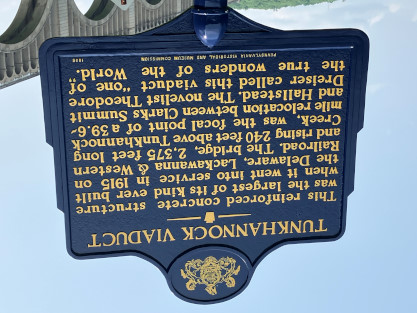 TUNKHANNOCK VIADUCT
This reinforced concrete structure
was the largest of its kind ever built
when it went into service in 1915 on
the Delaware, Lackawanna & Western
Railroad. The bridge, 2,375 feet long
and rising 240 feet above Tunkhannock
Creek, was the focal point of a 39.6-
mile relocation between Clarks Summit
and Hallstead. The novelist Theodore
Dreiser called this viaduct "one of
the true wonders of the World."
PENNSYLVANIA HISTORICAL AND MUSEUM COMMISSION